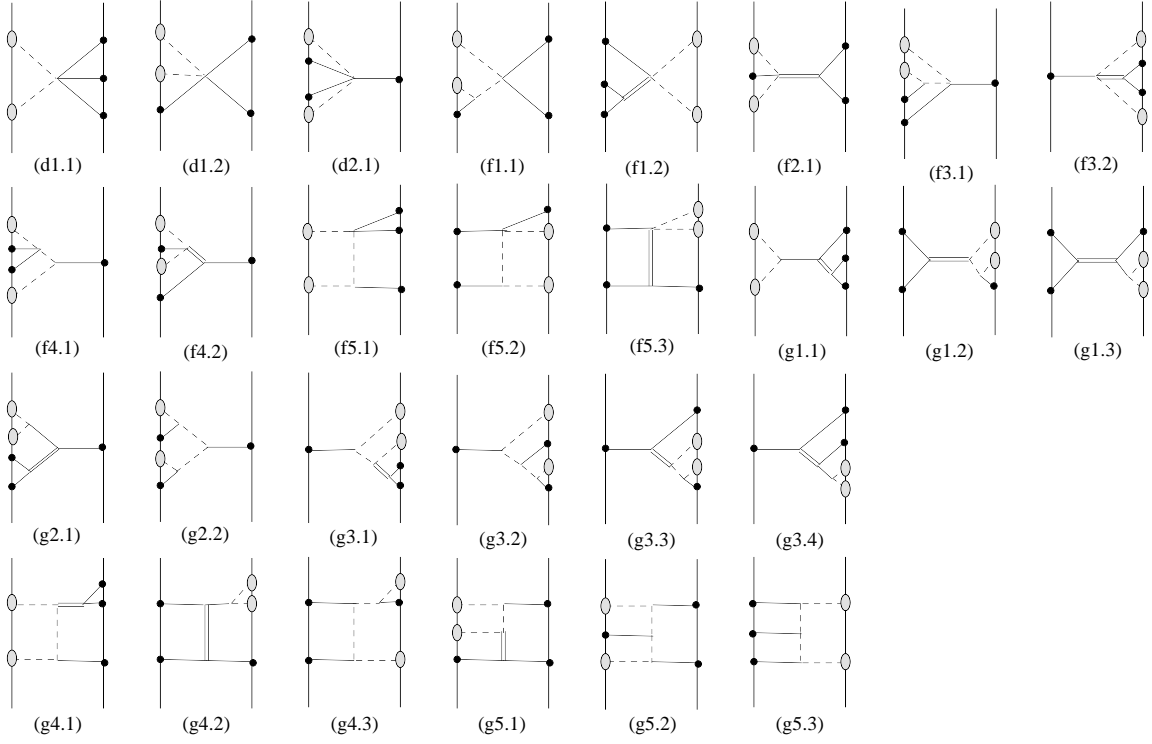 (d1.1) (d1.2) (d2.1) (f1.1) (f1.2) (f2.1) (f3.1) (f3.2)
(f4.1) (f4.2) (f5.1) (f5.2) (f5.3) (g1.1) (g1.2) (g1.3)
(g2.1) (g2.2) (g3.1) (g3.2) (g3.3) (g3.4)
(g4.1) (g4.2) (g4.3) (g5.1) (g5.2) (g5.3)